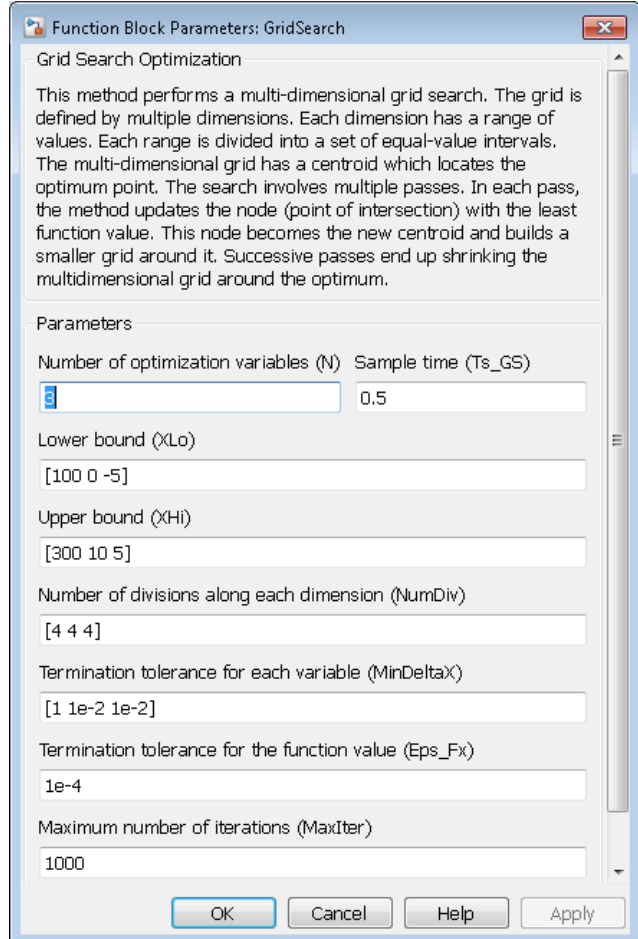 Function Block Parameters: GridSearch
Grid Search Optimization
This method performs a multi-dimensional grid search. The grid is
defined by multiple dimensions. Each dimension has a range of
values. Each range is divided into a set of equal-value intervals.
The multi-dimensional grid has a centroid which locates the
optimum point. The search involves multiple passes. In each pass,
the method updates the node (point of intersection) with the least
function value. This node becomes the new centroid and builds a
smaller grid around it. Successive passes end up shrinking the
multidimensional grid around the optimum.
Parameters
Number of optimization variables (N) Sample time (Ts_GS)
3 0.5
Lower bound (XLo)
[100 0 -5]
Upper bound (XHi)
[300 10 5]
Number of divisions along each dimension (NumDiv)
[4 4 4]
Termination tolerance for each variable (MinDeltaX)
[1 1e-2 1e-2]
Termination tolerance for the function value (Eps_Fx)
1e-4
Maximum number of iterations (MaxIter)
1000
OK Cancel Help Apply